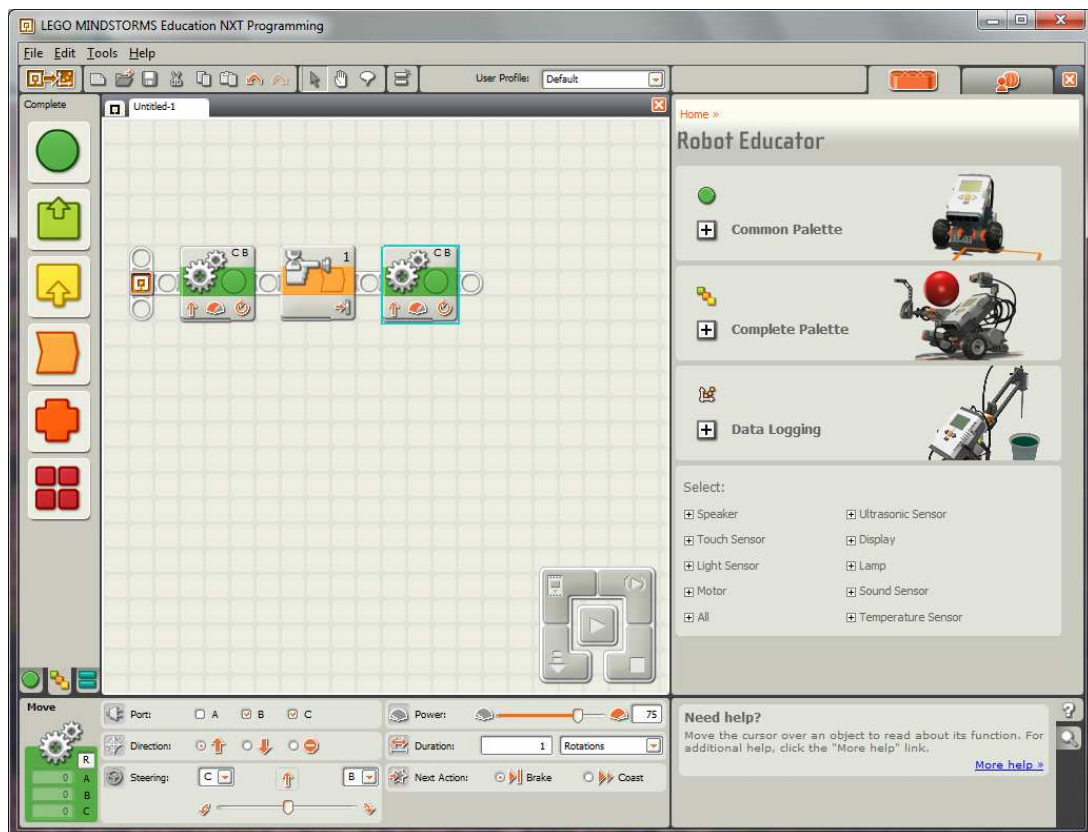 LEGO MINDSTORMS Education NXT Programming
File Edit Tools Help
User Profile: Default
Complete
Untitled-1
C B
1
C B
Home »
Robot Educator
Common Palette
Complete Palette
Data Logging
Select:
Speaker
Ultrasonic Sensor
Touch Sensor
Display
Light Sensor
Lamp
Motor
Sound Sensor
All
Temperature Sensor
Move
R
0 A
0 B
0 C
Port: A B C
Direction:
Steering: C B
Power: 75
Duration: 1 Rotations
Next Action: Brake Coast
Need help?
Move the cursor over an object to read about its function. For
additional help, click the "More help" link.
More help »
?